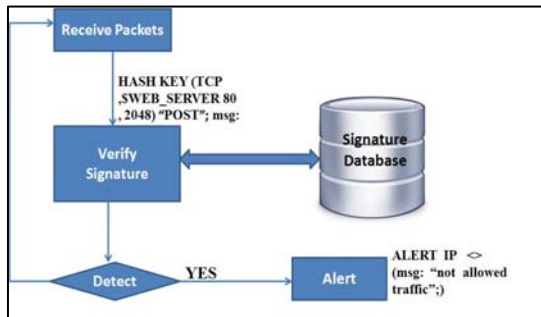 Receive Packets
HASH KEY (TCP
,$WEB_SERVER 80
, 2048) “POST”; msg:
Verify
Signature
Signature
Database
Detect
YES
Alert
ALERT IP <>
(msg: “not allowed
traffic”;)